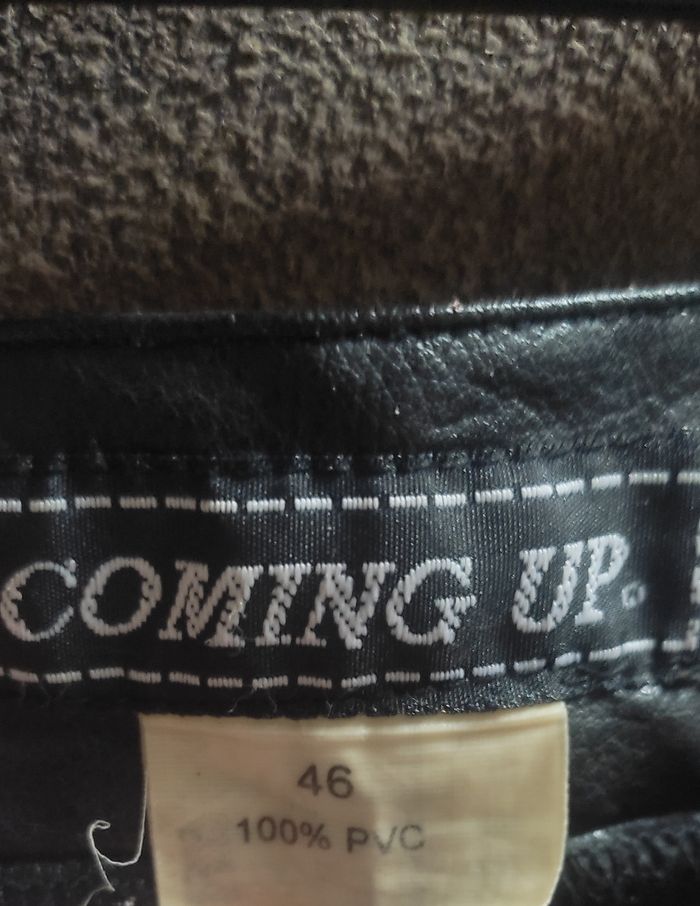 COMING UP
46
100% PVC